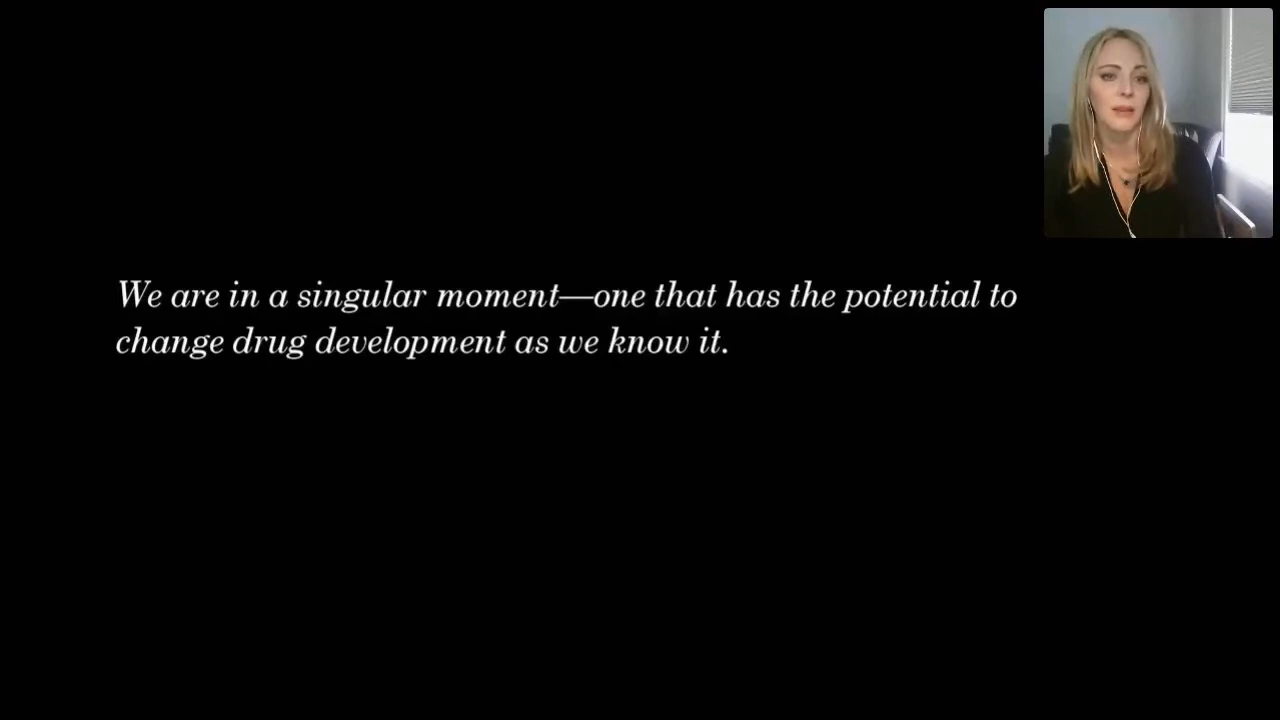 We are in a singular moment—one that has the potential to
change drug development as we know it.